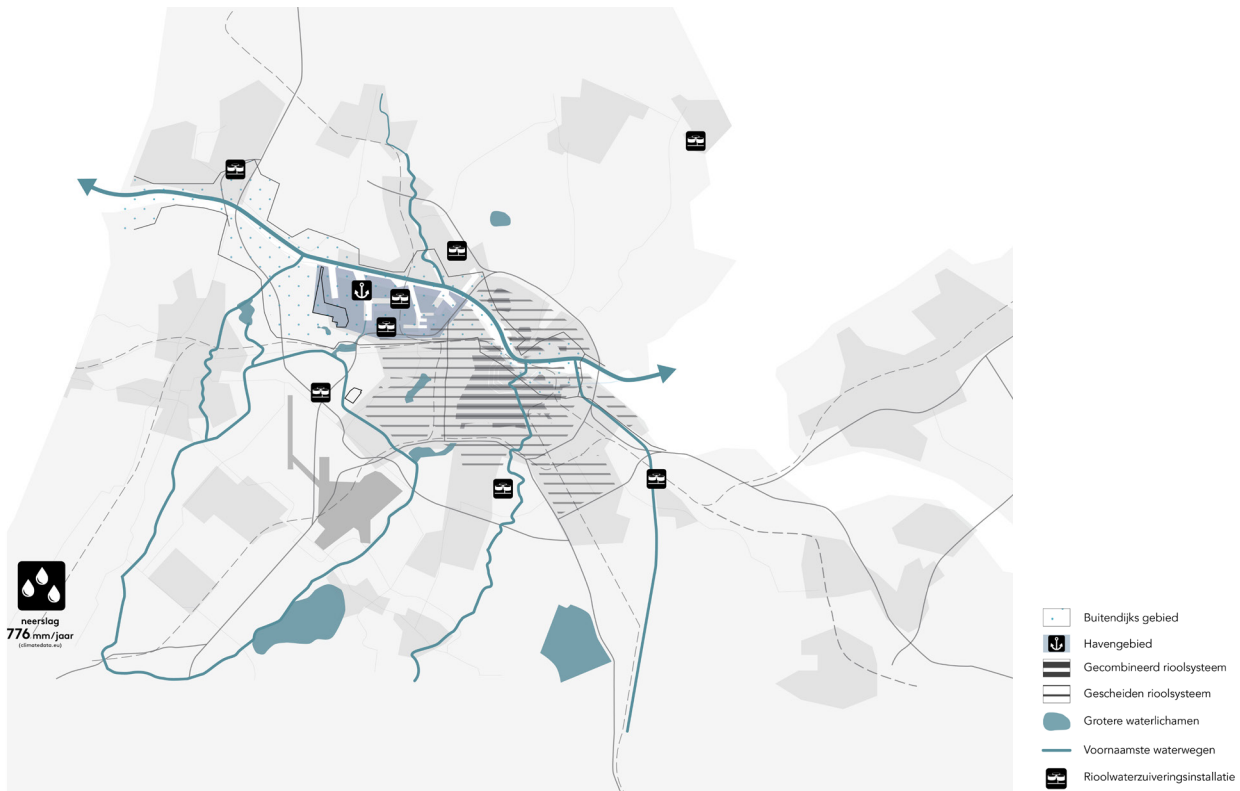 neerslag
776 mm/jaar
(climatedata.eu)
Buitendijks gebied
Havengebied
Gecombineerd rioolsysteem
Gescheiden rioolsysteem
Grotere waterlichamen
Voornaamste waterwegen
Rioolwaterzuiveringsinstallatie